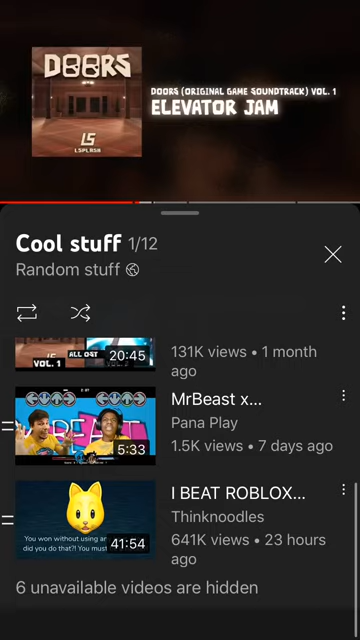 DOORS
LSPLASH
DOORS (ORIGINAL GAME SOUNDTRACK) VOL. 1
ELEVATOR JAM
Cool stuff 1/12
Random stuff
VOL. 1
ALL OST
20:45
131K views • 1 month
ago
BEAST
5:33
MrBeast x...
Pana Play
1.5K views • 7 days ago
You won without using an
did you do that?! You must
41:54
I BEAT ROBLOX...
Thinknoodles
641K views • 23 hours
ago
6 unavailable videos are hidden